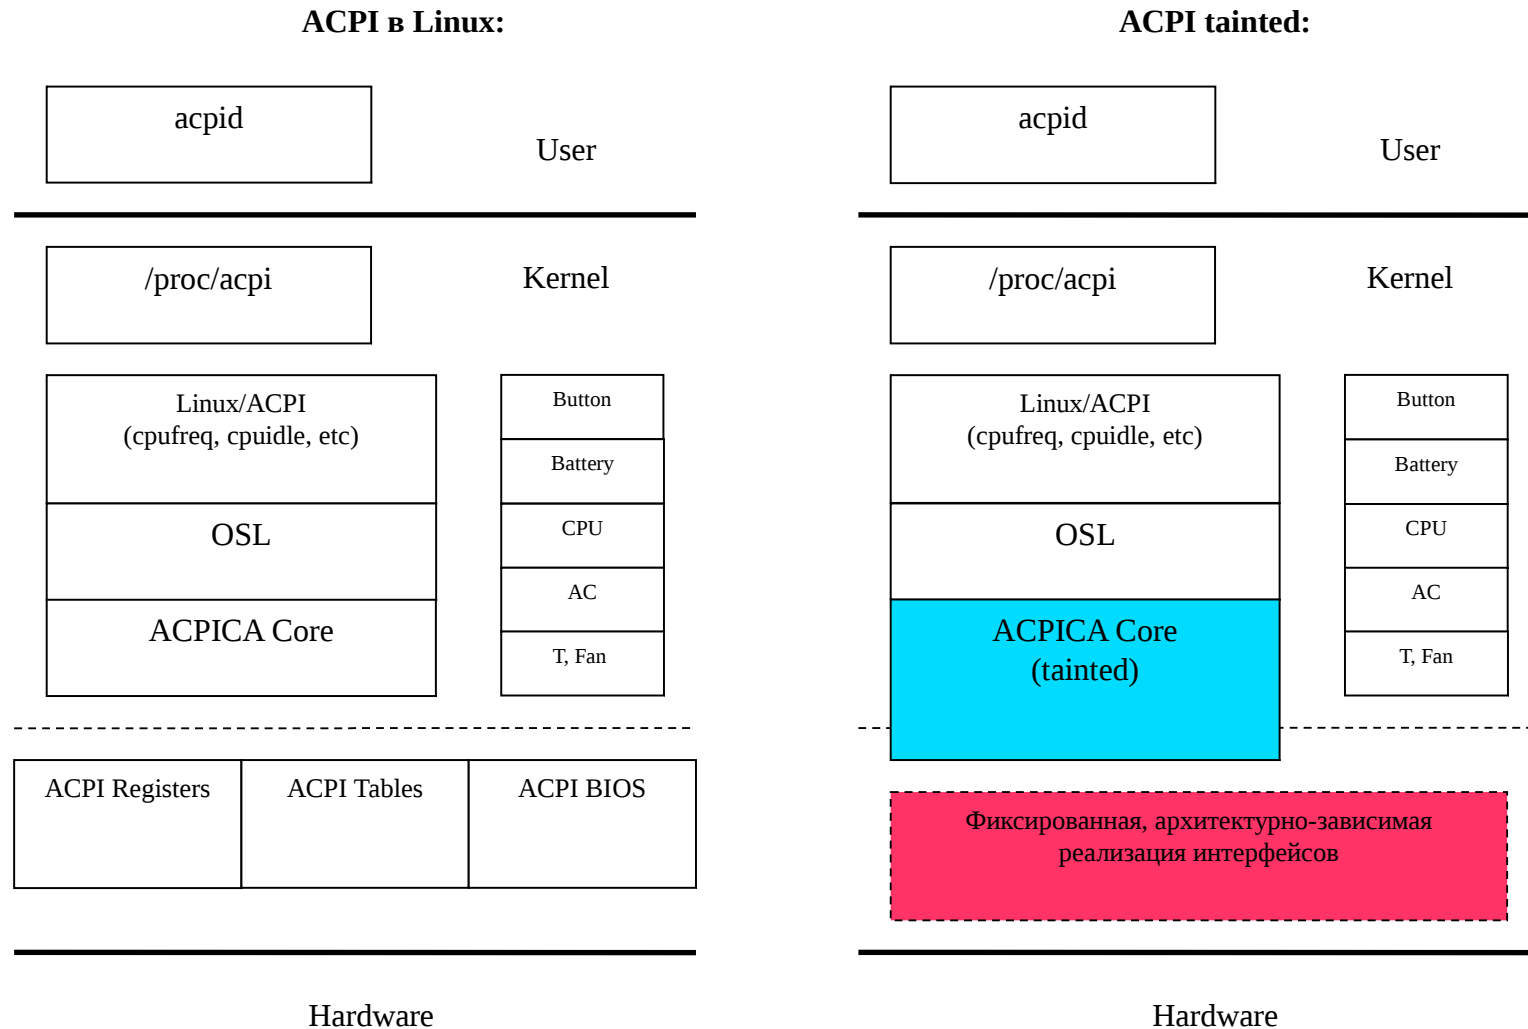 ACPI в Linux:
acpid
User
/proc/acpi
Kernel
Linux/ACPI
(cpufreq, cpuidle, etc)
OSL
ACPICA Core
Button
Battery
CPU
AC
T, Fan
ACPI Registers
ACPI Tables
ACPI BIOS
Hardware
ACPI tainted:
acpid
User
/proc/acpi
Kernel
Linux/ACPI
(cpufreq, cpuidle, etc)
OSL
ACPICA Core
(tainted)
Button
Battery
CPU
AC
T, Fan
Фиксированная, архитектурно-зависимая
реализация интерфейсов
Hardware